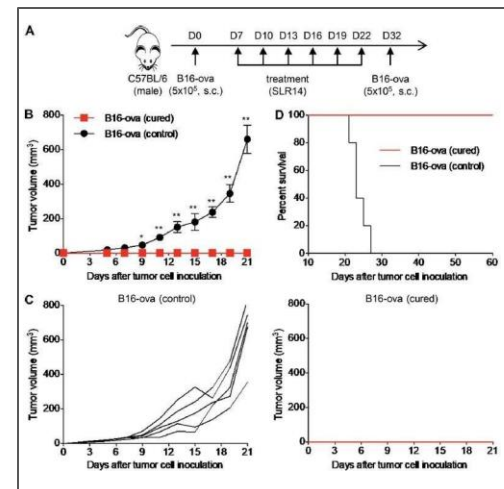 A
D0 D7 D10 D13 D16 D19 D22 D32
C57BL/6
(male)
B16-ova
(5x10⁵, s.c.)
treatment
(SLR14)
B16-ova
(5x10⁵, s.c.)
B
B16-ova (cured)
B16-ova (control)
Tumor volume (mm³)
800
600
400
200
0
* ** ** ** ** ** **
0 3 6 9 12 15 18 21
Days after tumor cell inoculation
D
B16-ova (cured)
B16-ova (control)
Percent survival
100
80
60
40
20
0
10 20 30 40 50 60
Days after tumor cell inoculation
C
B16-ova (control)
Tumor volume (mm³)
800
600
400
200
0
0 3 6 9 12 15 18 21
Days after tumor cell inoculation
B16-ova (cured)
Tumor volume (mm³)
800
600
400
200
0
0 3 6 9 12 15 18 21
Days after tumor cell inoculation